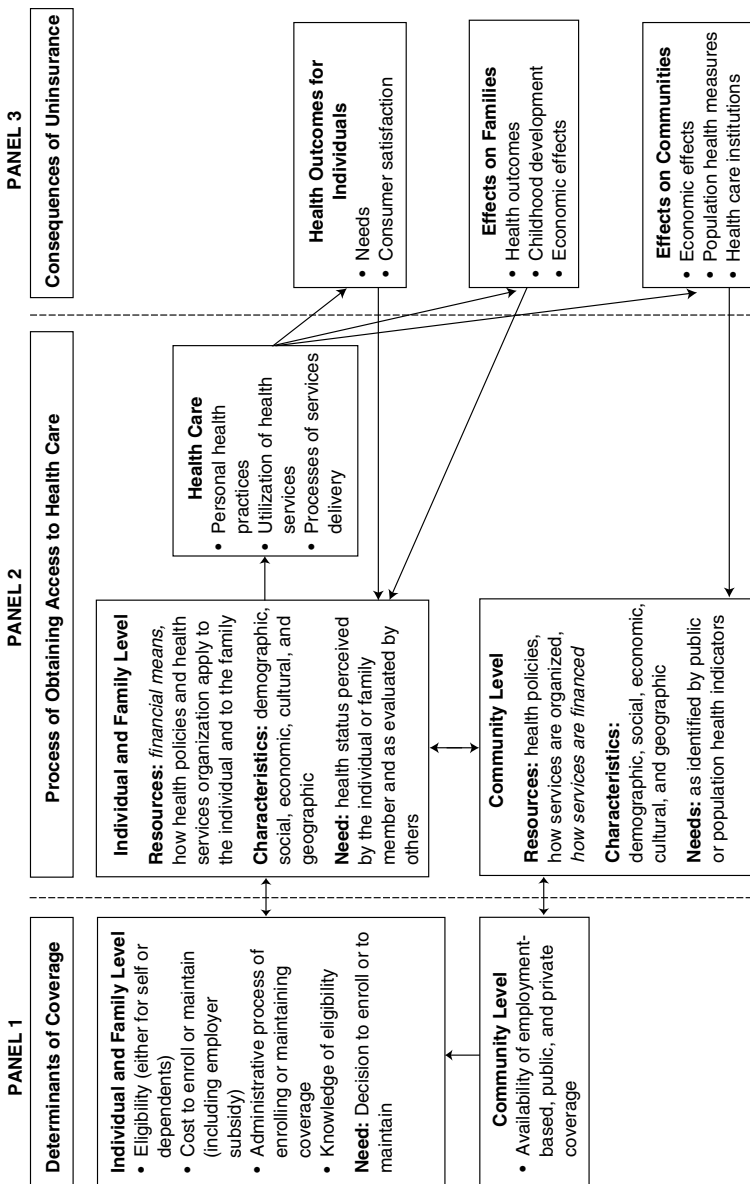 PANEL 1
Determinants of Coverage
Individual and Family Level
• Eligibility (either for self or
dependents)
• Cost to enroll or maintain
(including employer
subsidy)
• Administrative process of
enrolling or maintaining
coverage
• Knowledge of eligibility
Need: Decision to enroll or to
maintain
Community Level
• Availability of employment-
based, public, and private
coverage
PANEL 2
Process of Obtaining Access to Health Care
Individual and Family Level
Resources: financial means,
how health policies and health
services organization apply to
the individual and to the family
Characteristics: demographic,
social, economic, cultural, and
geographic
Need: health status perceived
by the individual or family
member and as evaluated by
others
Community Level
Resources: health policies,
how services are organized,
how services are financed
Characteristics:
demographic, social, economic,
cultural, and geographic
Needs: as identified by public
or population health indicators
Health Care
• Personal health
practices
• Utilization of health
services
• Processes of services
delivery
PANEL 3
Consequences of Uninsurance
Health Outcomes for
Individuals
• Needs
• Consumer satisfaction
Effects on Families
• Health outcomes
• Childhood development
• Economic effects
Effects on Communities
• Economic effects
• Population health measures
• Health care institutions